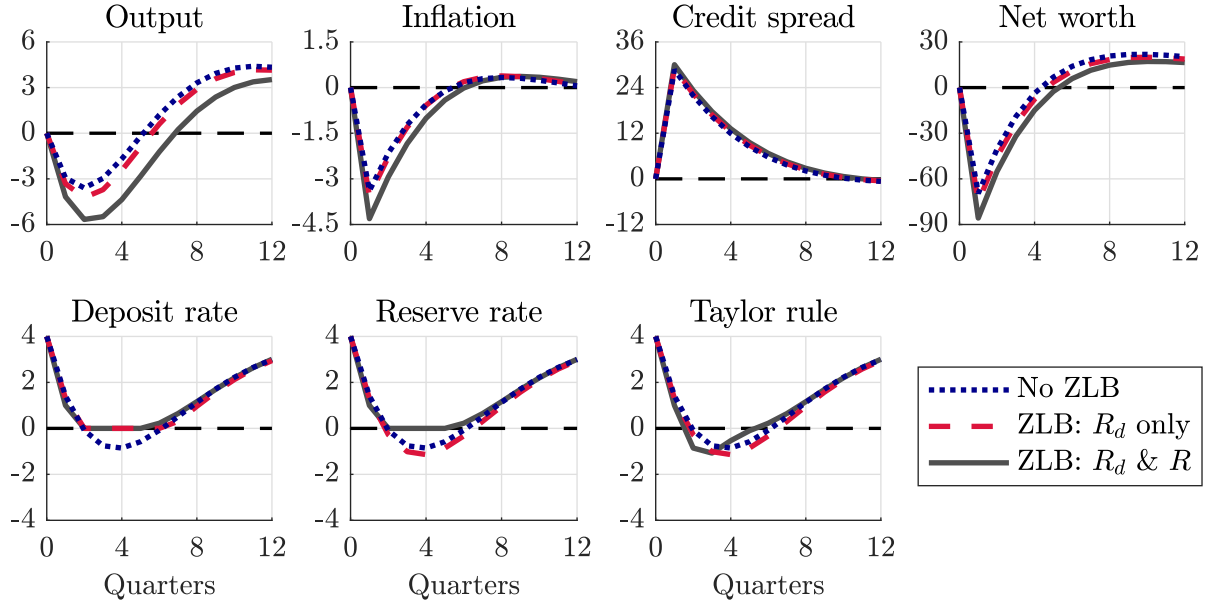 Output Inflation Credit spread Net worth
6 1.5 36 30
3 0 24 0
0 -1.5 12 -30
-3 -3 0 -60
-6 -4.5 -12 -90
0 4 8 12 0 4 8 12 0 4 8 12 0 4 8 12
Deposit rate Reserve rate Taylor rule
4 4 4
2 2 2
0 0 0
-2 -2 -2
-4 -4 -4
0 4 8 12 0 4 8 12 0 4 8 12
Quarters Quarters Quarters
No ZLB
ZLB: R_d only
ZLB: R_d & R